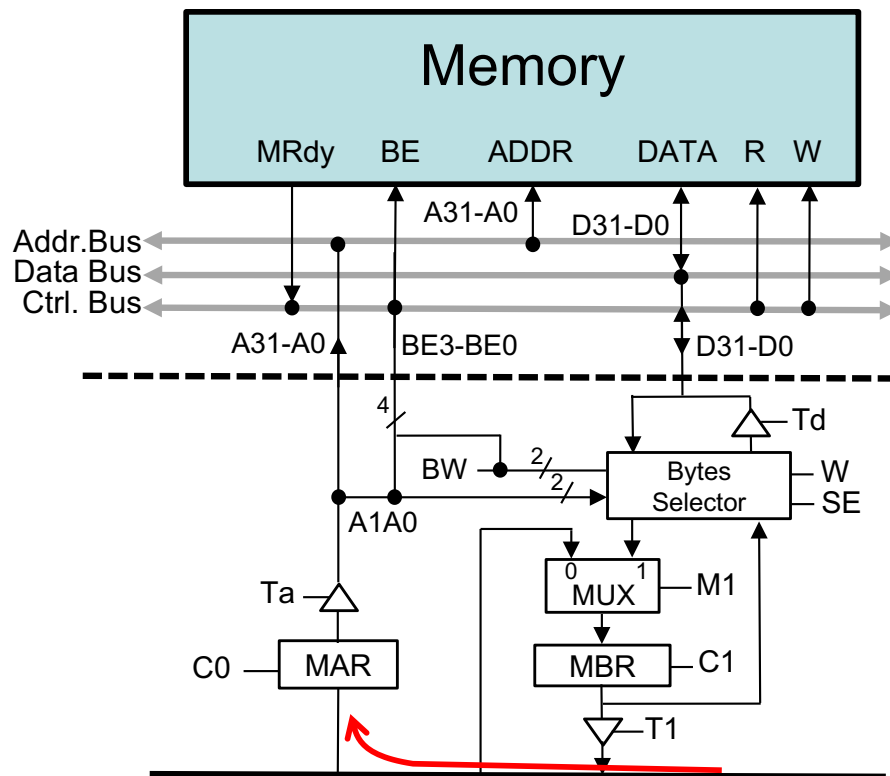 Memory
MRdy BE ADDR DATA R W
A31-A0
D31-D0
Addr.Bus
Data Bus
Ctrl. Bus
A31-A0
BE3-BE0
D31-D0
4
Td
BW
2
Bytes
Selector
W
2
SE
A1A0
0 1
MUX
M1
Ta
C0
MAR
MBR
C1
T1